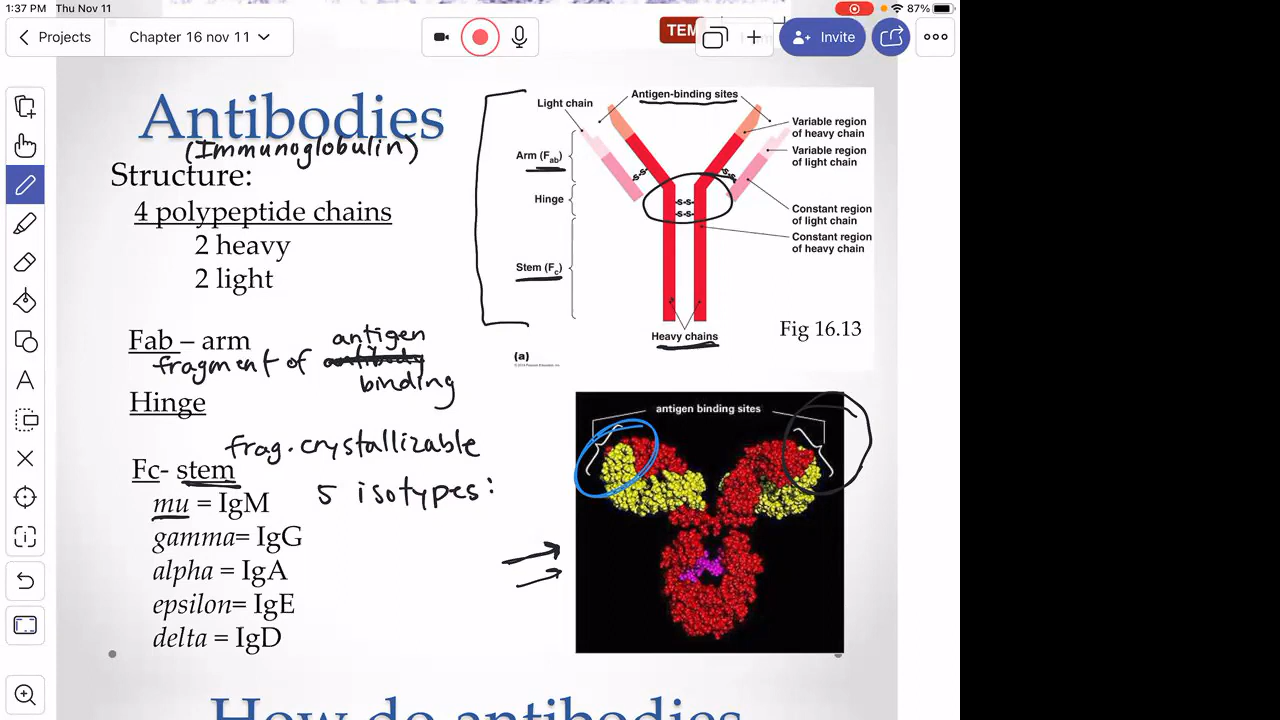 1:37 PM Thu Nov 11
87%
Projects
Chapter 16 nov 11
TEM
Invite
Antibodies
(Immunoglobulin)
Structure:
4 polypeptide chains
2 heavy
2 light
Fab – arm
fragment of antigen
binding
Hinge
frag. crystallizable
Fc- stem
5 isotypes:
mu = IgM
gamma= IgG
alpha = IgA
epsilon= IgE
delta = IgD
Antigen-binding sites
Light chain
Variable region
of heavy chain
Variable region
of light chain
Arm (Fab)
Hinge
-S-S-
-S-S-
Constant region
of light chain
Constant region
of heavy chain
Stem (Fc)
Heavy chains
Fig 16.13
(a)
antigen binding sites
How do antibodies